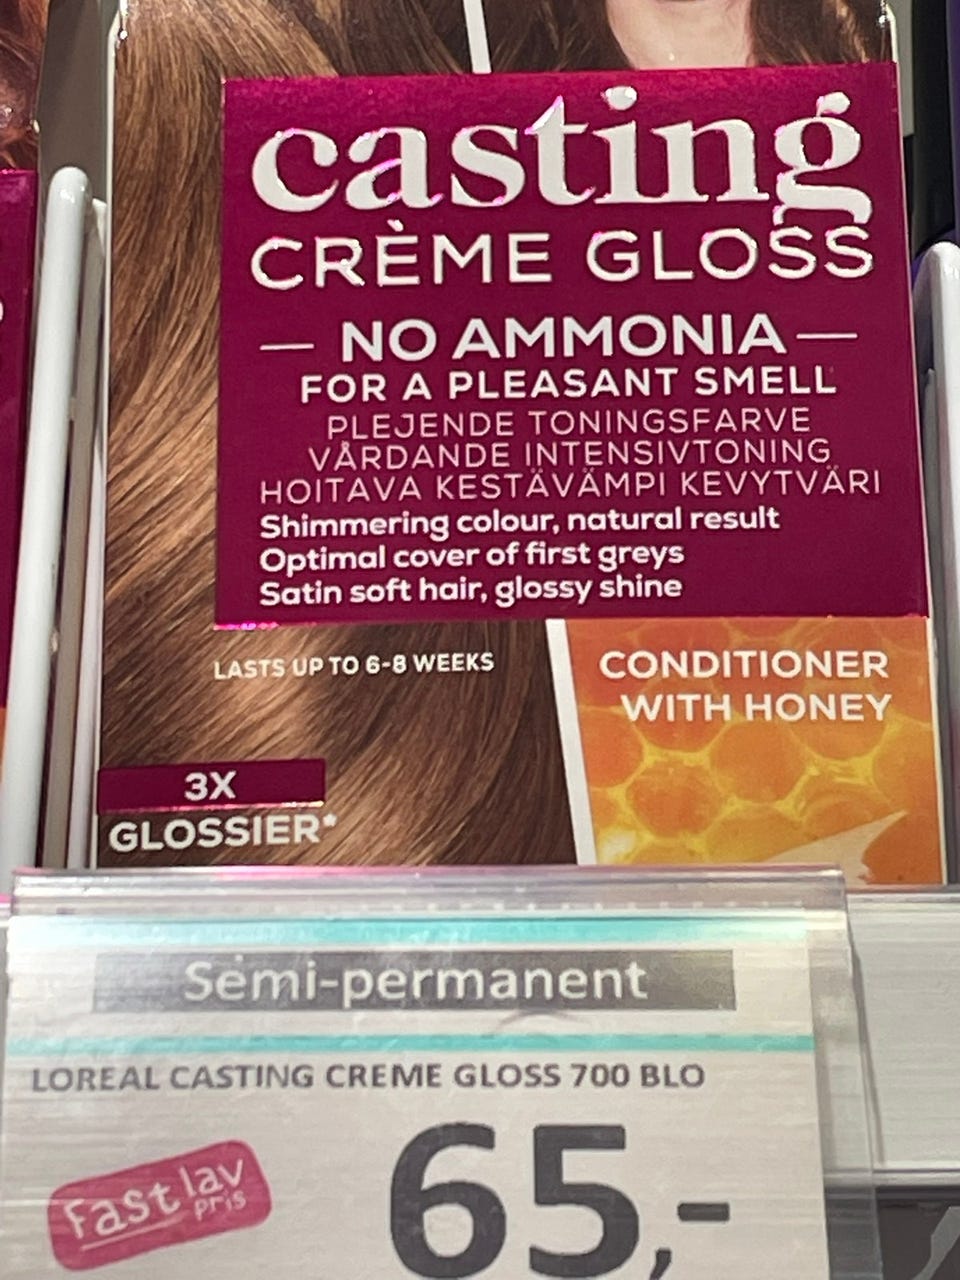 casting
CRÈME GLOSS
NO AMMONIA
FOR A PLEASANT SMELL
PLEJENDE TONINGSFARVE
VÅRDANDE INTENSIVTONING
HOITAVA KESTÄVÄMPI KEVYTVÄRI
Shimmering colour, natural result
Optimal cover of first greys
Satin soft hair, glossy shine
LASTS UP TO 6-8 WEEKS
CONDITIONER
WITH HONEY
3X
GLOSSIER*
Semi-permanent
LOREAL CASTING CREME GLOSS 700 BLO
Fast lav
pris
65,-